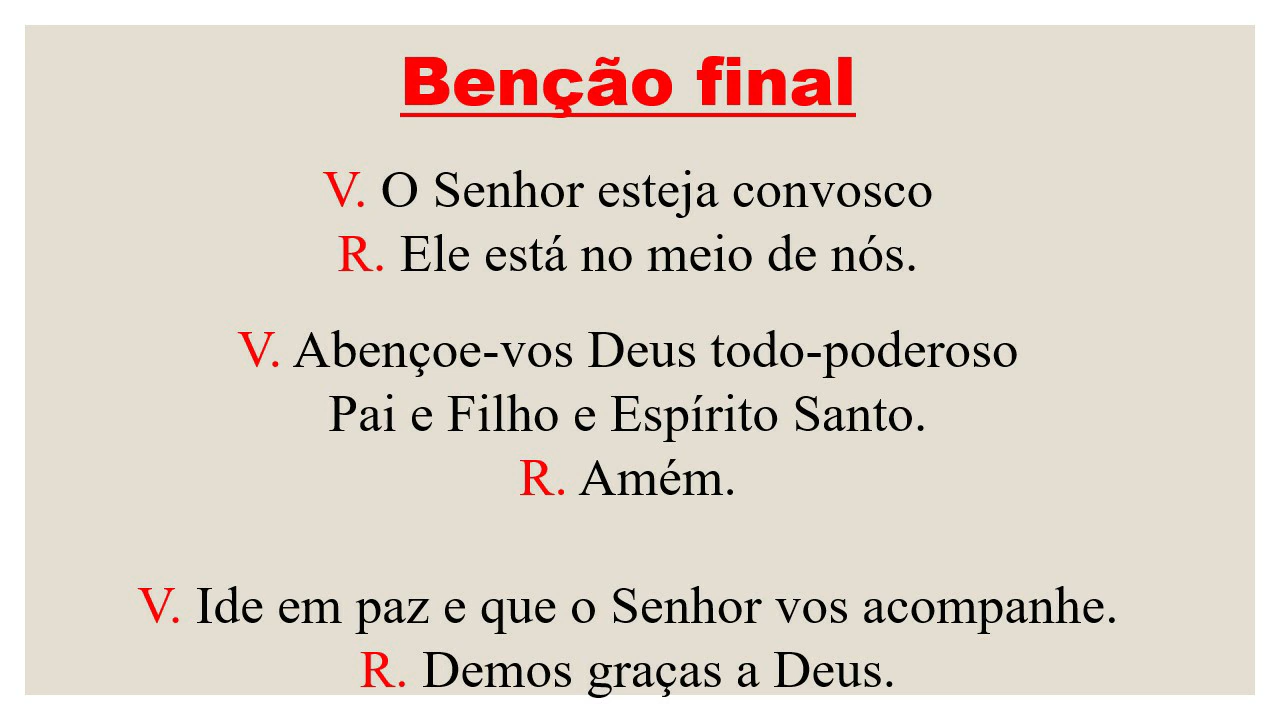 Benção final
V. O Senhor esteja convosco
R. Ele está no meio de nós.
V. Abençoe-vos Deus todo-poderoso
Pai e Filho e Espírito Santo.
R. Amém.
V. Ide em paz e que o Senhor vos acompanhe.
R. Demos graças a Deus.